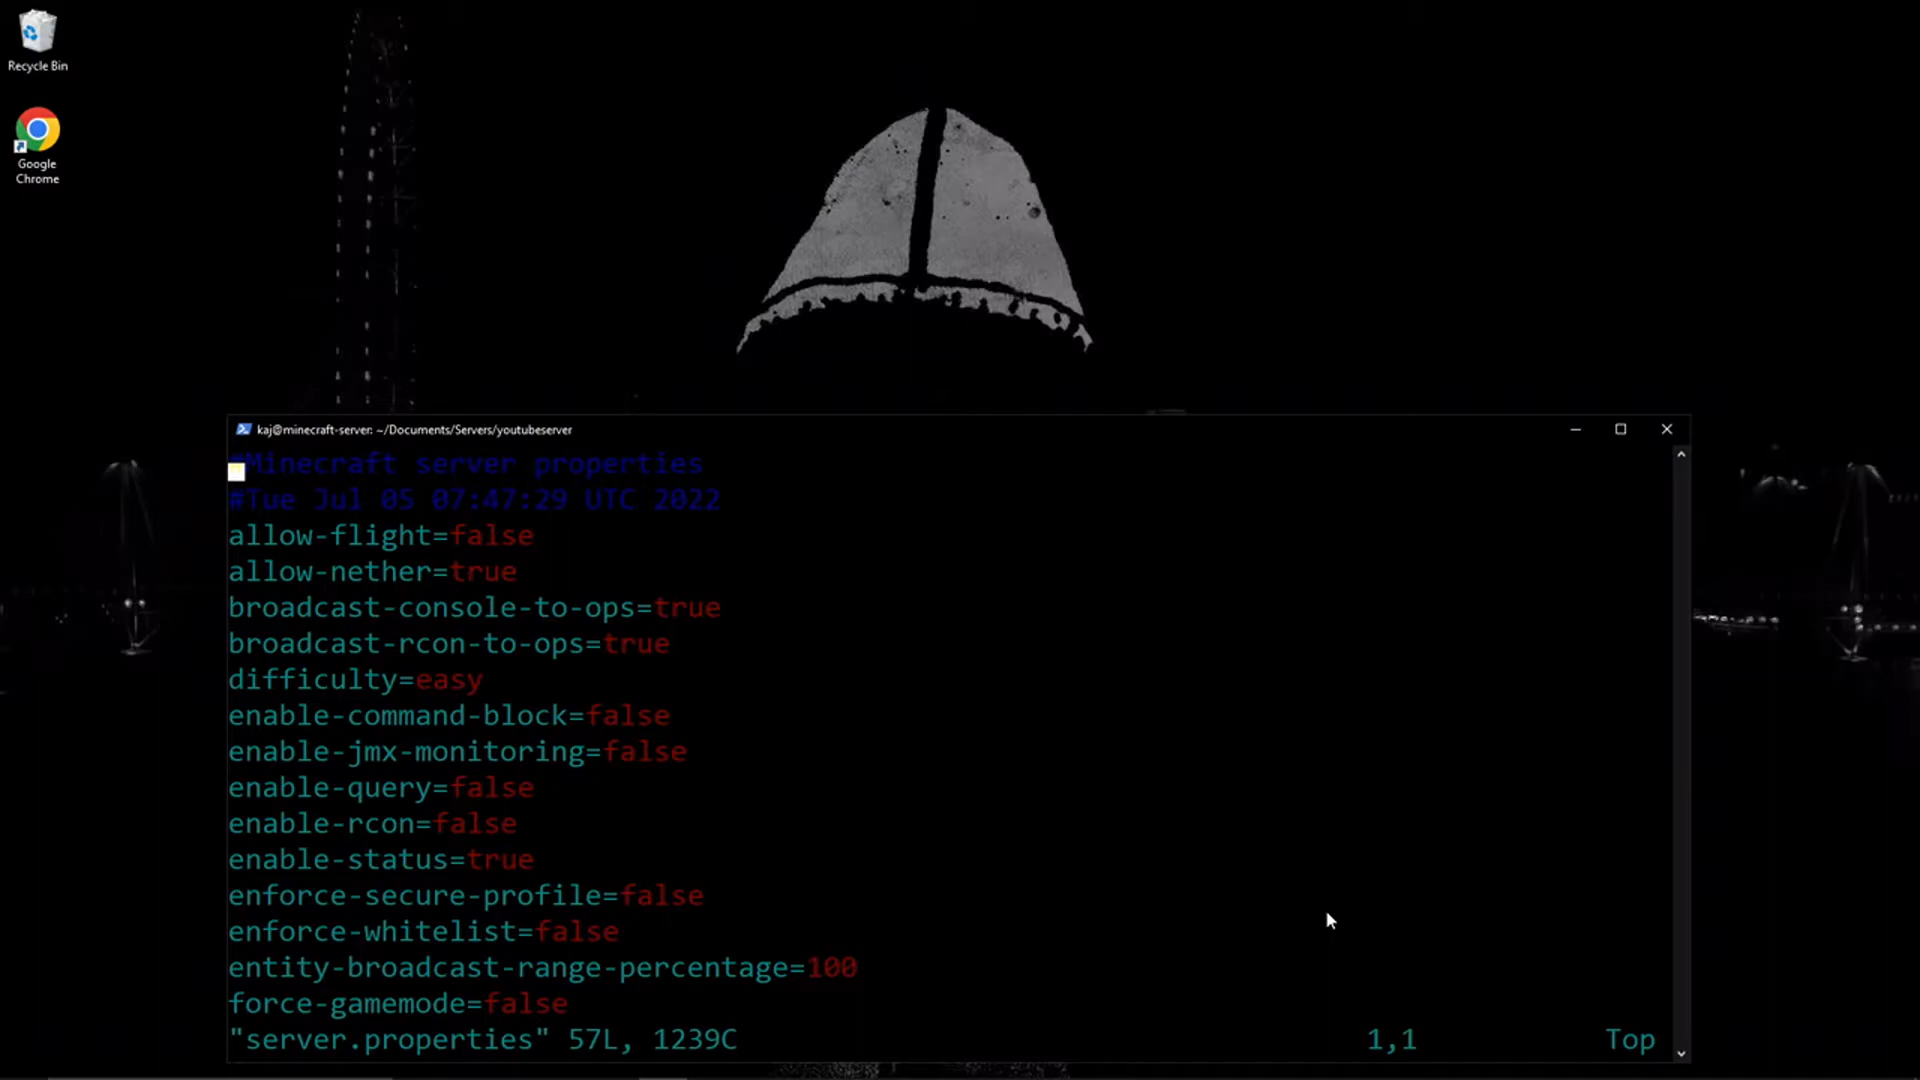 Recycle Bin
Google
Chrome
kaj@minecraft-server: ~/Documents/Servers/youtubeserver
#Minecraft server properties
#Tue Jul 05 07:47:29 UTC 2022
allow-flight=false
allow-nether=true
broadcast-console-to-ops=true
broadcast-rcon-to-ops=true
difficulty=easy
enable-command-block=false
enable-jmx-monitoring=false
enable-query=false
enable-rcon=false
enable-status=true
enforce-secure-profile=false
enforce-whitelist=false
entity-broadcast-range-percentage=100
force-gamemode=false
"server.properties" 57L, 1239C 1,1 Top